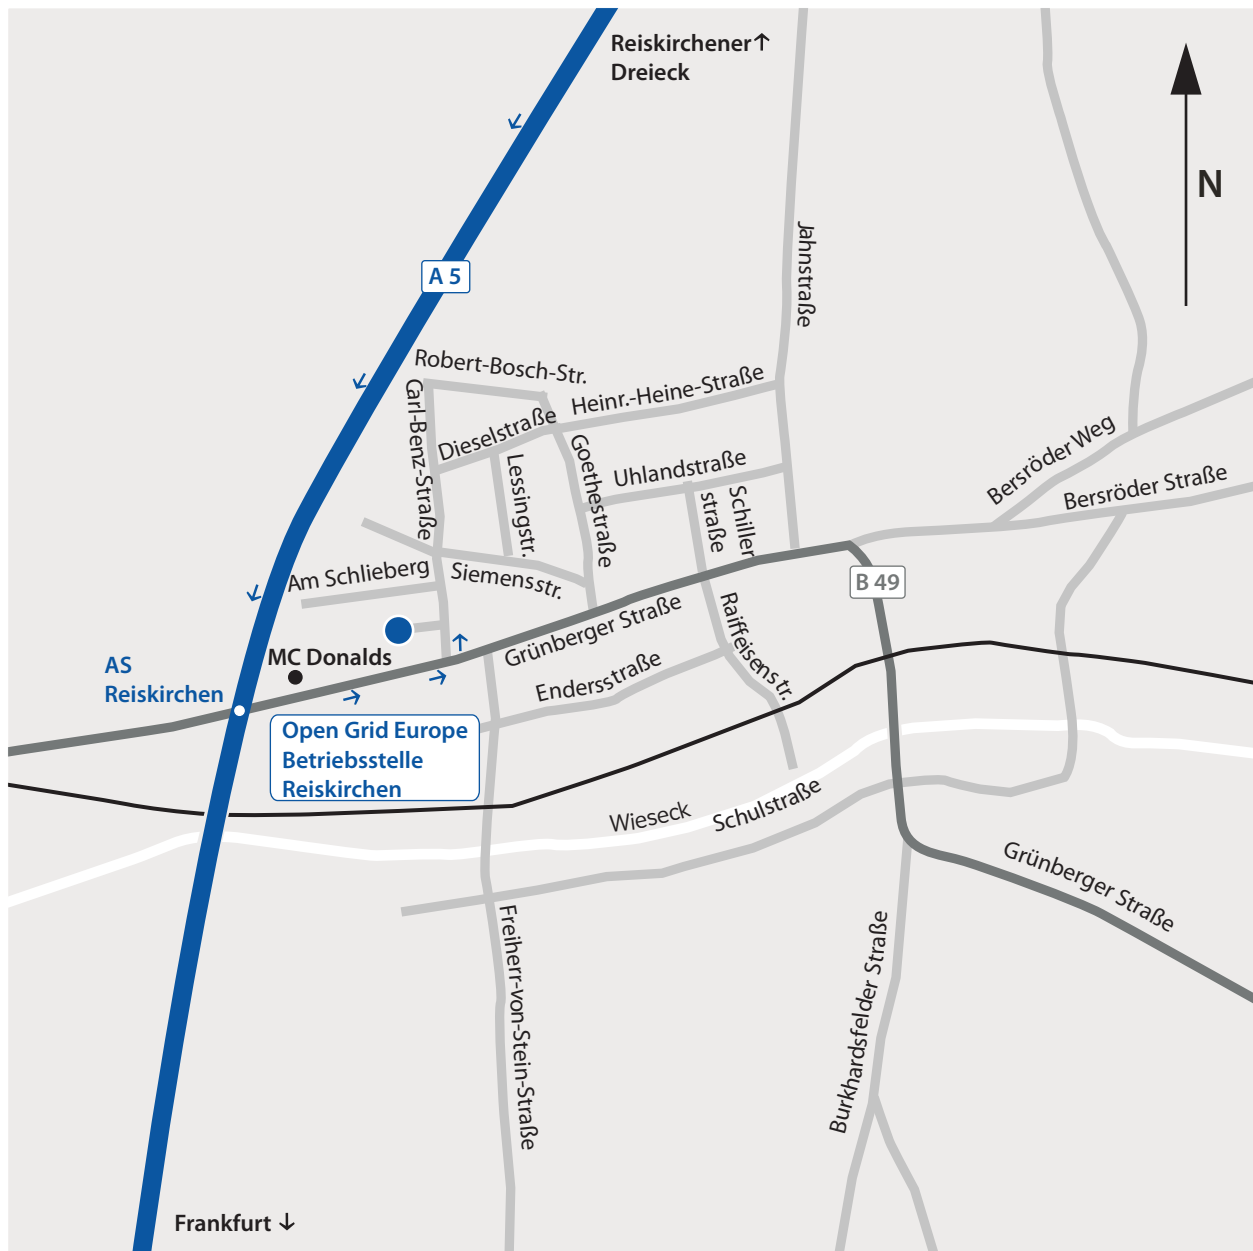 Reiskirchener↑
Dreieck
N
Jahnstraße
A 5
Robert-Bosch-Str.
Heinr.-Heine-Straße
Carl-Benz-Straße
Dieselstraße
Lessingstr.
Goethestraße
Uhlandstraße
Schiller
straße
Bersröder Weg
Bersröder Straße
Am Schlieberg
Siemensstr.
B 49
Grünberger Straße
Raiffeisenstr.
MC Donalds
AS
Reiskirchen
Endersstraße
Open Grid Europe
Betriebsstelle
Reiskirchen
Wieseck
Schulstraße
Grünberger Straße
Freiherr-von-Stein-Straße
Burkhardsfelder Straße
Frankfurt ↓